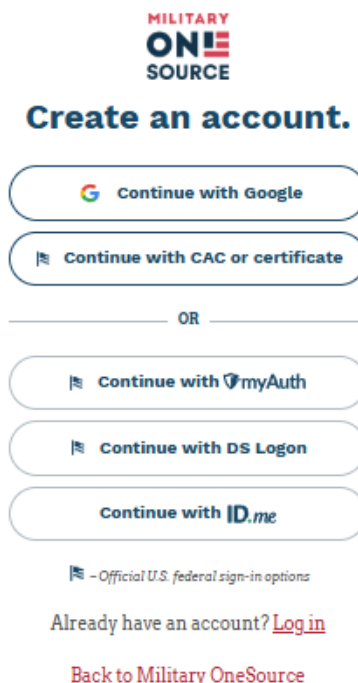 MILITARY
ONE
SOURCE
Create an account.
Continue with Google
Continue with CAC or certificate
OR
Continue with myAuth
Continue with DS Logon
Continue with ID.me
– Official U.S. federal sign-in options
Already have an account? Log in
Back to Military OneSource